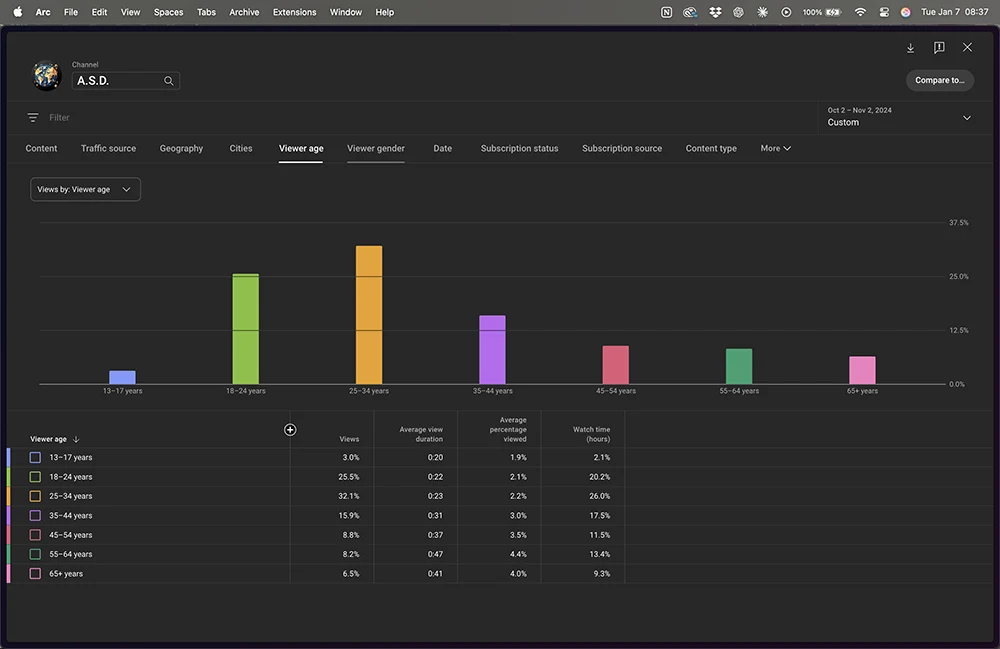 Arc File Edit View Spaces Tabs Archive Extensions Window Help 100% Tue Jan 7 08:37
Channel
A.S.D.
Compare to...
Filter
Oct 2 – Nov 2, 2024
Custom
Content Traffic source Geography Cities Viewer age Viewer gender Date Subscription status Subscription source Content type More
Views by: Viewer age
37.5%
25.0%
12.5%
0.0%
13–17 years 18–24 years 25–34 years 35–44 years 45–54 years 55–64 years 65+ years
Viewer age Views Average view duration Average percentage viewed Watch time (hours)
13–17 years 3.0% 0:20 1.9% 2.1%
18–24 years 25.5% 0:22 2.1% 20.2%
25–34 years 32.1% 0:23 2.2% 26.0%
35–44 years 15.9% 0:31 3.0% 17.5%
45–54 years 8.8% 0:37 3.5% 11.5%
55–64 years 8.2% 0:47 4.4% 13.4%
65+ years 6.5% 0:41 4.0% 9.3%